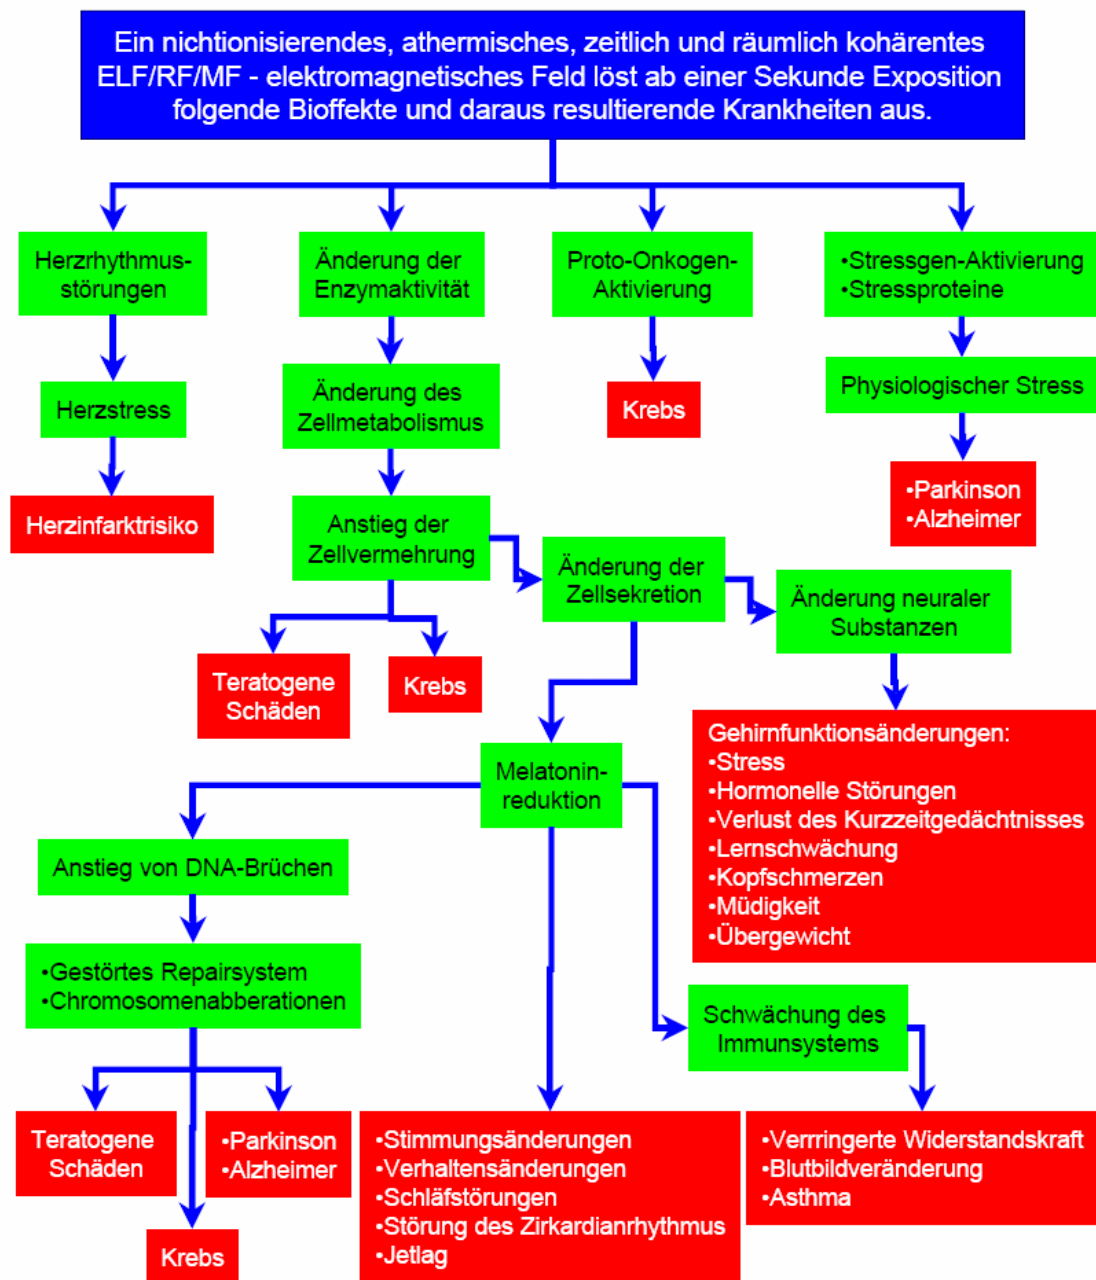 Ein nichtionisierendes, athermisches, zeitlich und räumlich kohärentes
ELF/RF/MF - elektromagnetisches Feld löst ab einer Sekunde Exposition
folgende Bioffekte und daraus resultierende Krankheiten aus.
Herzrhythmus-
störungen
Änderung der
Enzymaktivität
Proto-Onkogen-
Aktivierung
•Stressgen-Aktivierung
•Stressproteine
Herzstress
Änderung des
Zellmetabolismus
Krebs
Physiologischer Stress
Herzinfarktrisiko
Anstieg der
Zellvermehrung
•Parkinson
•Alzheimer
Änderung der
Zellsekretion
Änderung neuraler
Substanzen
Teratogene
Schäden
Krebs
Gehirnfunktionsänderungen:
•Stress
•Hormonelle Störungen
•Verlust des Kurzzeitgedächtnisses
•Lernschwächung
•Kopfschmerzen
•Müdigkeit
•Übergewicht
Melatonin-
reduktion
Anstieg von DNA-Brüchen
•Gestörtes Repairsystem
•Chromosomenabberationen
Schwächung des
Immunsystems
Teratogene
Schäden
•Parkinson
•Alzheimer
Krebs
•Stimmungsänderungen
•Verhaltensänderungen
•Schläfstörungen
•Störung des Zirkardianrhythmus
•Jetlag
•Verrringerte Widerstandskraft
•Blutbildveränderung
•Asthma